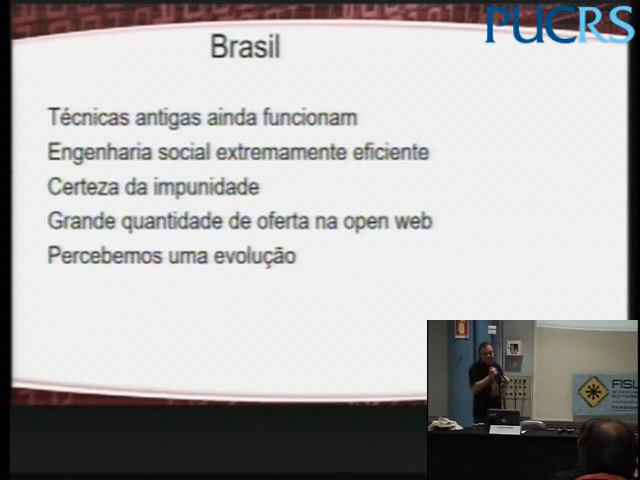 PUCRS
Brasil
Técnicas antigas ainda funcionam
Engenharia social extremamente eficiente
Certeza da impunidade
Grande quantidade de oferta na open web
Percebemos uma evolução